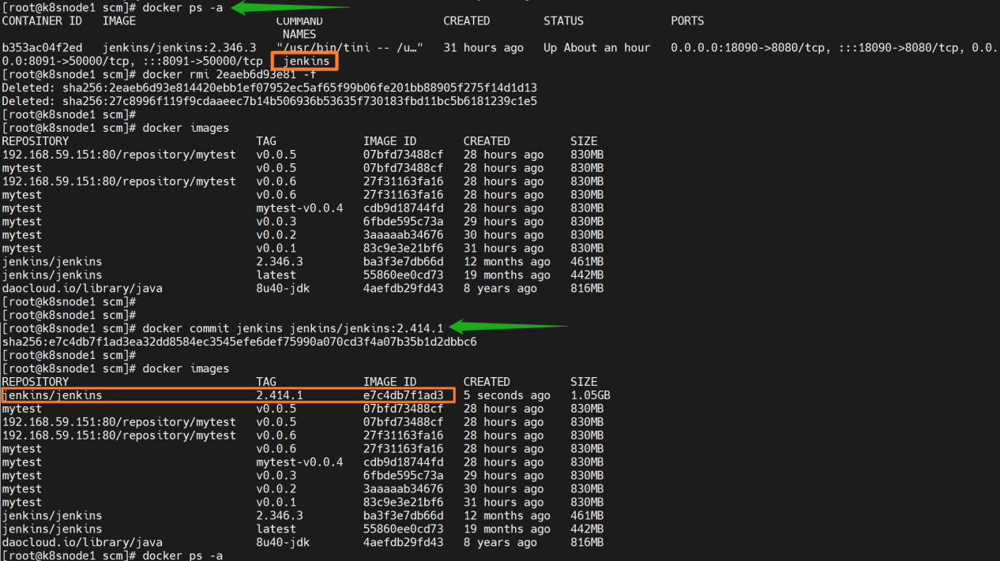 [root@k8snode1 scm]# docker ps -a
CONTAINER ID   IMAGE                     COMMAND                  CREATED        STATUS             PORTS
NAMES
b353ac04f2ed   jenkins/jenkins:2.346.3   "/usr/bin/tini -- /u…"   31 hours ago   Up About an hour   0.0.0.0:18090->8080/tcp, :::18090->8080/tcp, 0.0.
0.0:8091->50000/tcp, :::8091->50000/tcp   jenkins
[root@k8snode1 scm]# docker rmi 2eaeb6d93e81 -f
Deleted: sha256:2eaeb6d93e814420ebb1ef07952ec5af65f99b06fe201bb88905f275f14d1d13
Deleted: sha256:27c8996f119f9cdaaeec7b14b506936b53635f730183fbd11bc5b6181239c1e5
[root@k8snode1 scm]#
[root@k8snode1 scm]# docker images
REPOSITORY                            TAG             IMAGE ID       CREATED         SIZE
192.168.59.151:80/repository/mytest   v0.0.5          07bfd73488cf   28 hours ago    830MB
mytest                                v0.0.5          07bfd73488cf   28 hours ago    830MB
192.168.59.151:80/repository/mytest   v0.0.6          27f31163fa16   28 hours ago    830MB
mytest                                v0.0.6          27f31163fa16   28 hours ago    830MB
mytest                                mytest-v0.0.4   cdb9d18744fd   28 hours ago    830MB
mytest                                v0.0.3          6fbde595c73a   29 hours ago    830MB
mytest                                v0.0.2          3aaaaab34676   30 hours ago    830MB
mytest                                v0.0.1          83c9e3e21bf6   31 hours ago    830MB
jenkins/jenkins                       2.346.3         ba3f3e7db66d   12 months ago   461MB
jenkins/jenkins                       latest          55860ee0cd73   19 months ago   442MB
daocloud.io/library/java              8u40-jdk        4aefdb29fd43   8 years ago     816MB
[root@k8snode1 scm]#
[root@k8snode1 scm]#
[root@k8snode1 scm]# docker commit jenkins jenkins/jenkins:2.414.1
sha256:e7c4db7f1ad3ea32dd8584ec3545efe6def75990a070cd3f4a07b35b1d2dbbc6
[root@k8snode1 scm]#
[root@k8snode1 scm]# docker images
REPOSITORY                            TAG             IMAGE ID       CREATED         SIZE
jenkins/jenkins                       2.414.1         e7c4db7f1ad3   5 seconds ago   1.05GB
mytest                                v0.0.5          07bfd73488cf   28 hours ago    830MB
192.168.59.151:80/repository/mytest   v0.0.5          07bfd73488cf   28 hours ago    830MB
192.168.59.151:80/repository/mytest   v0.0.6          27f31163fa16   28 hours ago    830MB
mytest                                v0.0.6          27f31163fa16   28 hours ago    830MB
mytest                                mytest-v0.0.4   cdb9d18744fd   28 hours ago    830MB
mytest                                v0.0.3          6fbde595c73a   29 hours ago    830MB
mytest                                v0.0.2          3aaaaab34676   30 hours ago    830MB
mytest                                v0.0.1          83c9e3e21bf6   31 hours ago    830MB
jenkins/jenkins                       2.346.3         ba3f3e7db66d   12 months ago   461MB
jenkins/jenkins                       latest          55860ee0cd73   19 months ago   442MB
daocloud.io/library/java              8u40-jdk        4aefdb29fd43   8 years ago     816MB
[root@k8snode1 scm]# docker ps -a